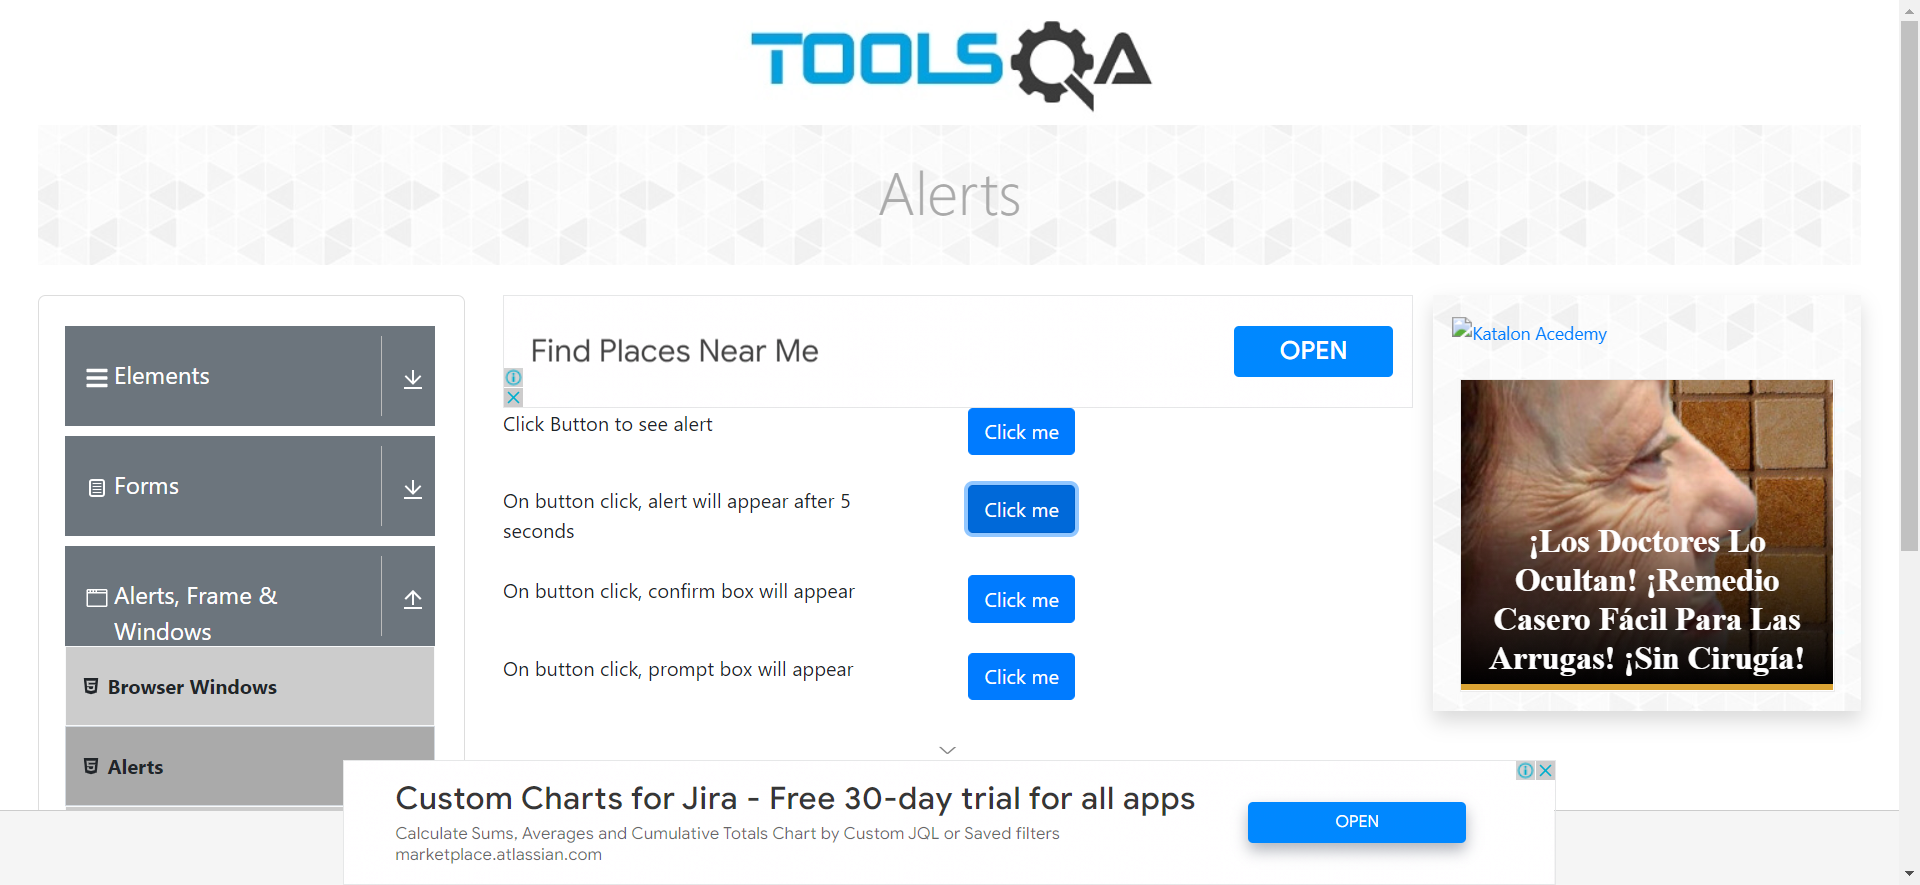 TOOLSQA
Alerts
Elements
Forms
Alerts, Frame &
Windows
Browser Windows
Alerts
Find Places Near Me
OPEN
Click Button to see alert
Click me
On button click, alert will appear after 5
seconds
Click me
On button click, confirm box will appear
Click me
On button click, prompt box will appear
Click me
Katalon Acedemy
¡Los Doctores Lo
Ocultan! ¡Remedio
Casero Fácil Para Las
Arrugas! ¡Sin Cirugía!
Custom Charts for Jira - Free 30-day trial for all apps
Calculate Sums, Averages and Cumulative Totals Chart by Custom JQL or Saved filters
marketplace.atlassian.com
OPEN